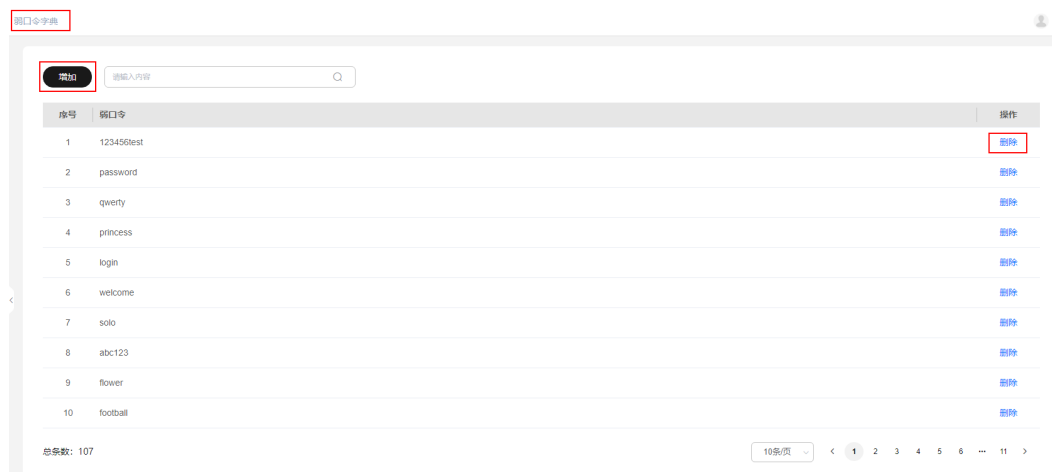 弱口令字典
增加 请输入内容
序号 弱口令 操作
1 123456test 删除
2 password 删除
3 qwerty 删除
4 princess 删除
5 login 删除
6 welcome 删除
7 solo 删除
8 abc123 删除
9 flower 删除
10 football 删除
总条数：107 10条/页 < 1 2 3 4 5 6 ··· 11 >